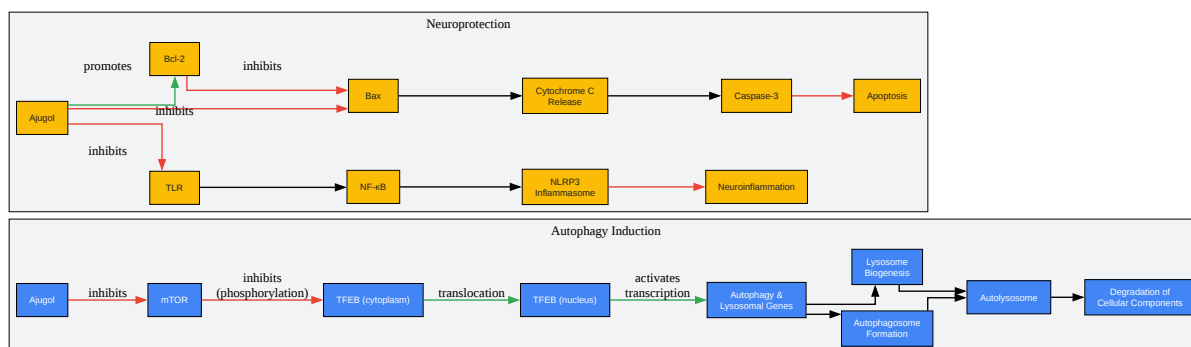 Neuroprotection
Bcl-2
promotes
inhibits
Bax
Cytochrome C
Release
Caspase-3
Apoptosis
Ajugol
inhibits
inhibits
TLR
NF-κB
NLRP3
Inflammasome
Neuroinflammation
Autophagy Induction
Ajugol
inhibits
mTOR
inhibits
(phosphorylation)
TFEB (cytoplasm)
translocation
TFEB (nucleus)
activates
transcription
Autophagy &
Lysosomal Genes
Lysosome
Biogenesis
Autophagosome
Formation
Autolysosome
Degradation of
Cellular Components